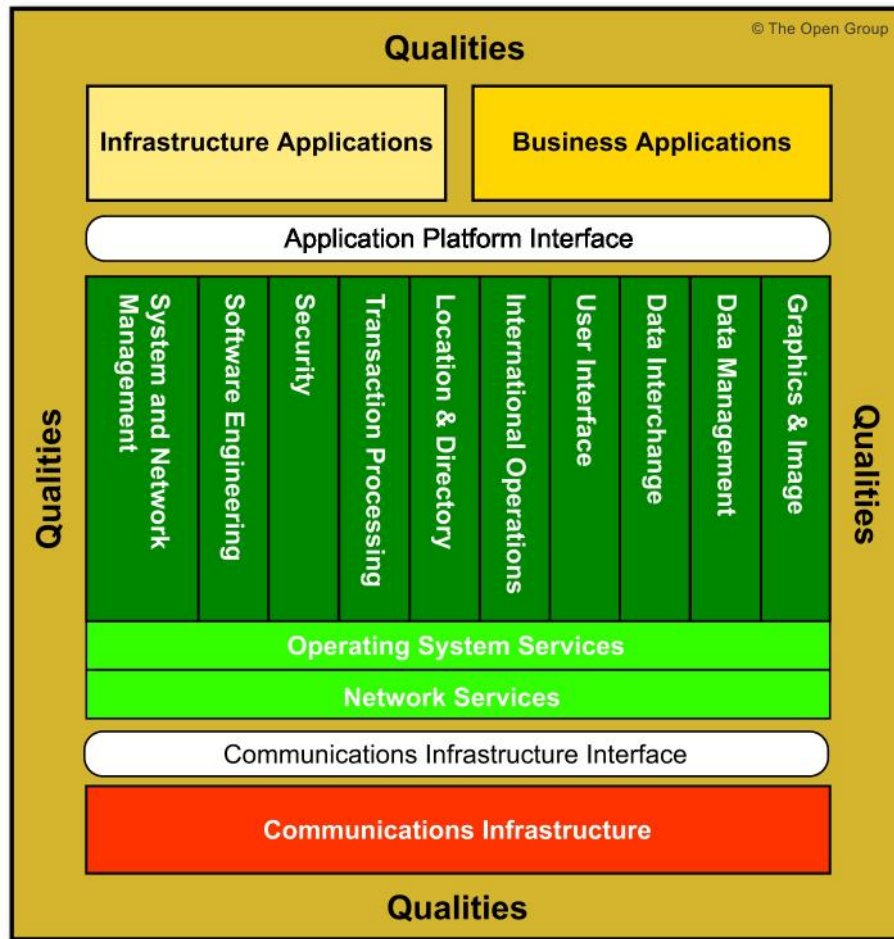 © The Open Group
Qualities
Infrastructure Applications
Business Applications
Application Platform Interface
Qualities
System and Network
Management
Software Engineering
Security
Transaction Processing
Location & Directory
International Operations
User Interface
Data Interchange
Data Management
Graphics & Image
Qualities
Operating System Services
Network Services
Communications Infrastructure Interface
Communications Infrastructure
Qualities